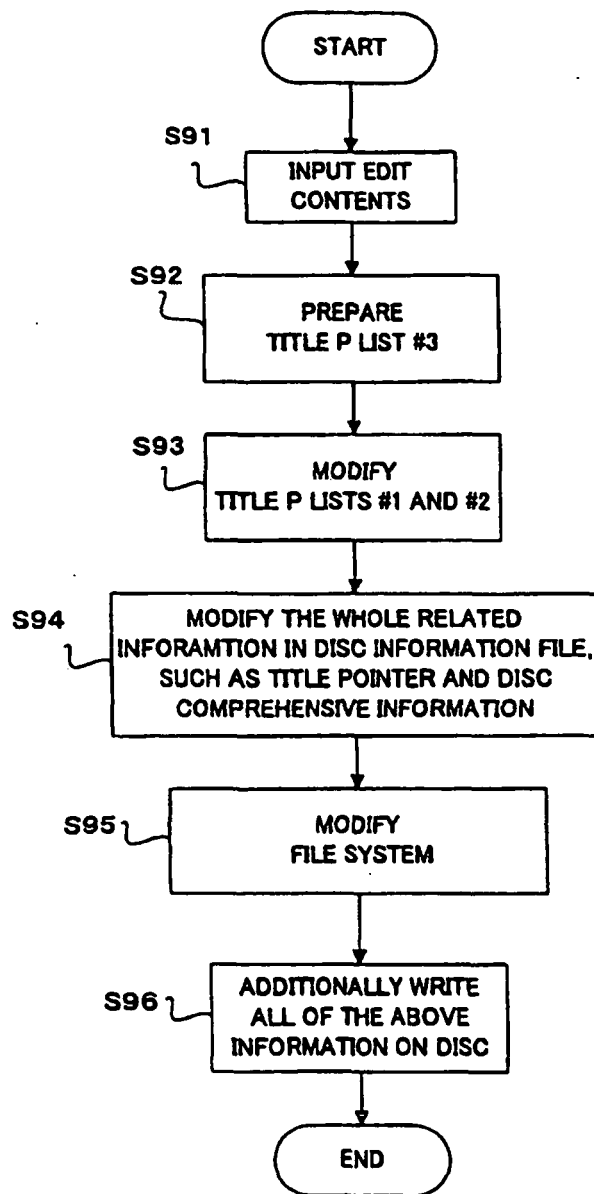 START
S91
INPUT EDIT
CONTENTS
S92
PREPARE
TITLE P LIST #3
S93
MODIFY
TITLE P LISTS #1 AND #2
S94
MODIFY THE WHOLE RELATED
INFORAMTION IN DISC INFORMATION FILE,
SUCH AS TITLE POINTER AND DISC
COMPREHENSIVE INFORMATION
S95
MODIFY
FILE SYSTEM
S96
ADDITIONALLY WRITE
ALL OF THE ABOVE
INFORMATION ON DISC
END